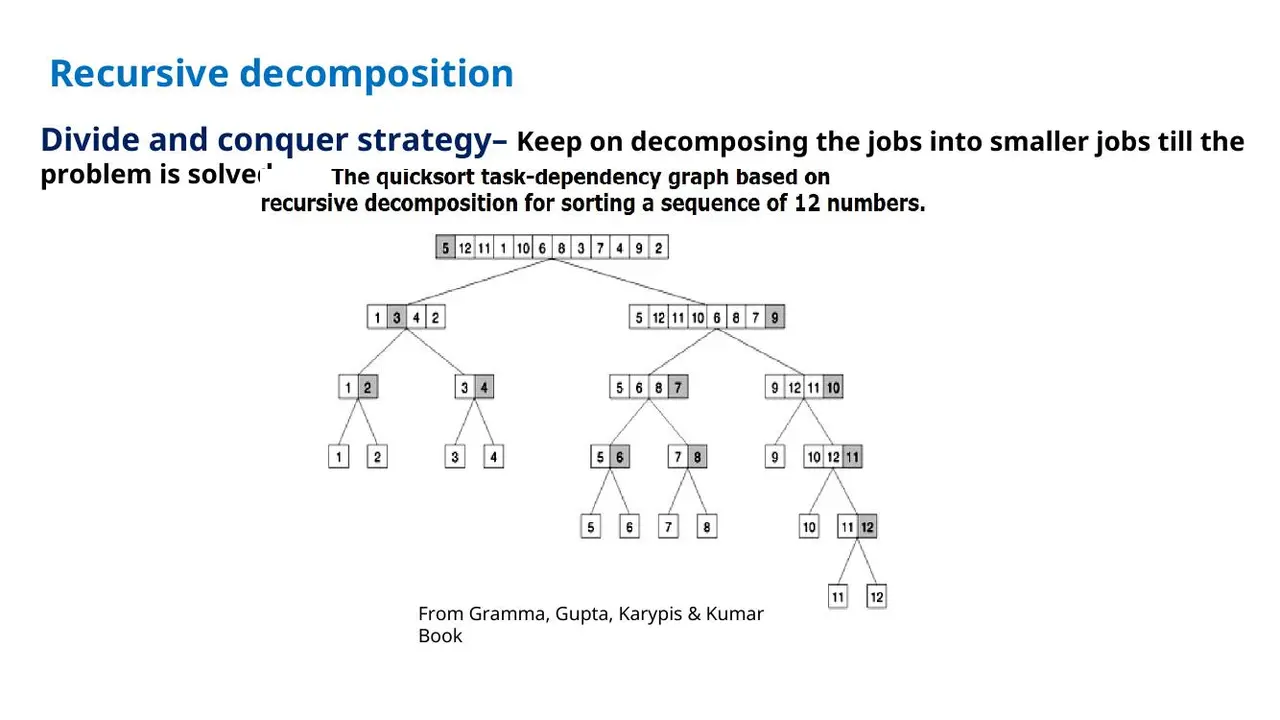 Recursive decomposition
Divide and conquer strategy– Keep on decomposing the jobs into smaller jobs till the
problem is solved
The quicksort task-dependency graph based on
recursive decomposition for sorting a sequence of 12 numbers.
5 12 11 1 10 6 8 3 7 4 9 2
1 3 4 2
5 12 11 10 6 8 7 9
1 2
3 4
5 6 8 7
9 12 11 10
1
2
3
4
5 6
7 8
9
10 12 11
5
6
7
8
10
11 12
11
12
From Gramma, Gupta, Karypis & Kumar
Book